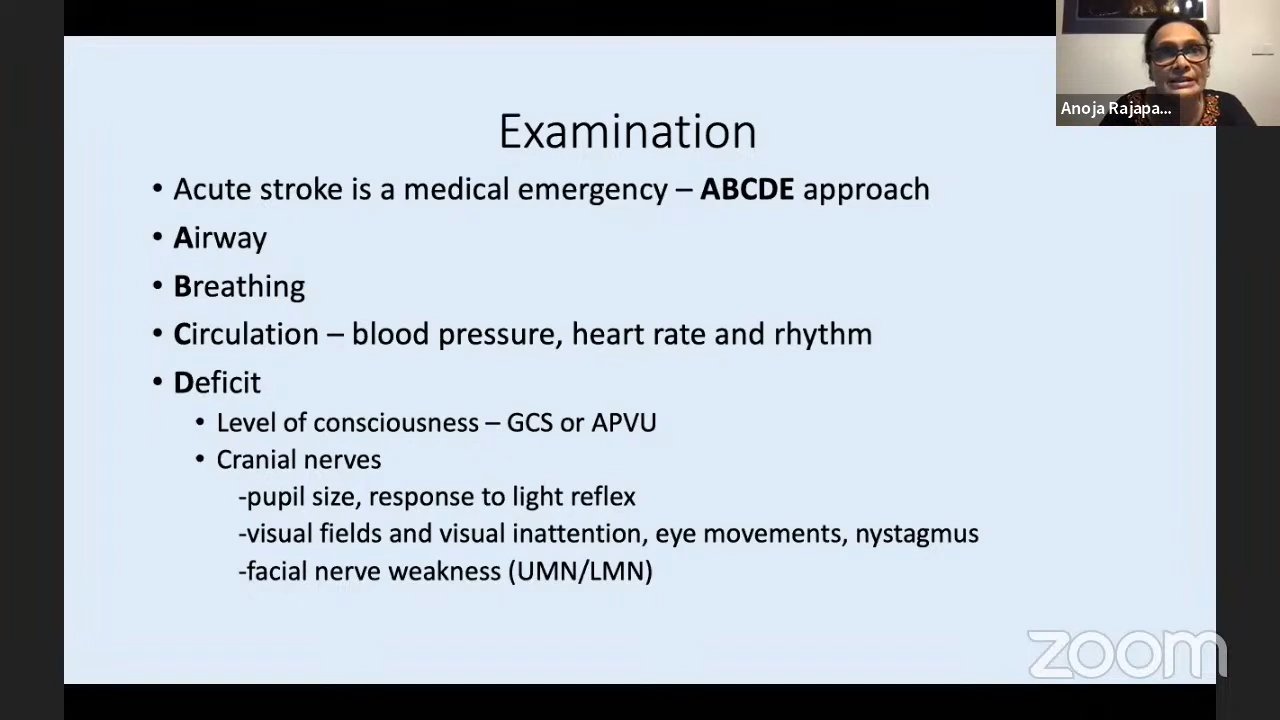 Anoja Rajapa...
Examination
• Acute stroke is a medical emergency – ABCDE approach
• Airway
• Breathing
• Circulation – blood pressure, heart rate and rhythm
• Deficit
• Level of consciousness – GCS or APVU
• Cranial nerves
-pupil size, response to light reflex
-visual fields and visual inattention, eye movements, nystagmus
-facial nerve weakness (UMN/LMN)
zoom